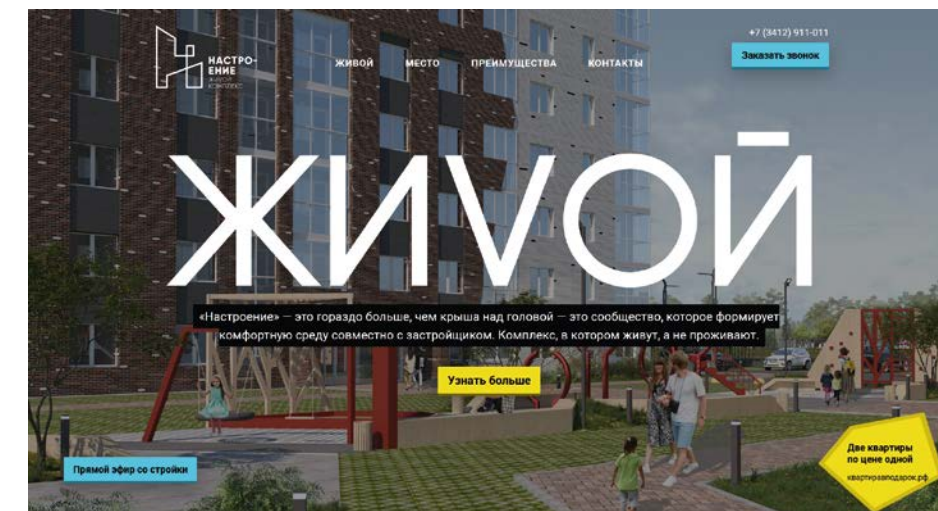 НАСТРО-
ЕНИЕ
ЖИВОЙ
КОМПЛЕКС
ЖИВОЙ МЕСТО ПРЕИМУЩЕСТВА КОНТАКТЫ
+7 (3412) 911-011
Заказать звонок
ЖИVОЙ
«Настроение» — это гораздо больше, чем крыша над головой — это сообщество, которое формирует
комфортную среду совместно с застройщиком. Комплекс, в котором живут, а не проживают.
Узнать больше
Прямой эфир со стройки
Две квартиры
по цене одной
квартиравподарок.рф